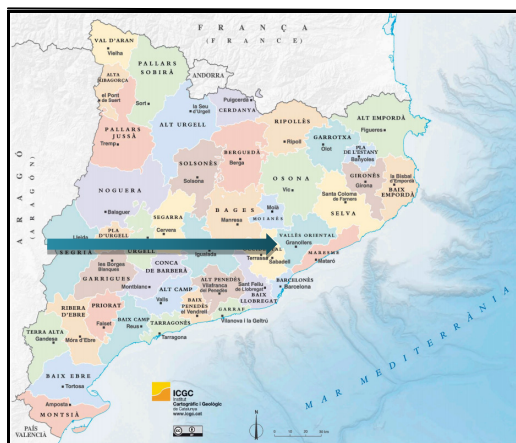 FRANÇA
(FRANCE)
VAL D'ARAN
Vielha
PALLARS
SOBIRÀ
ALTA
RIBAGORÇA
el Pont
de Suert
Sort
ANDORRA
Puigcerdà
CERDANYA
la Seu
d'Urgell
ALT URGELL
PALLARS
JUSSÀ
Tremp
RIPOLLÈS
Ripoll
GARROTXA
Olot
ALT EMPORDÀ
Figueres
PLA
DE L'ESTANY
Banyoles
BERGUEDÀ
Berga
SOLSONÈS
Solsona
OSONA
Vic
GIRONÈS
Girona
la Bisbal
d'Empordà
BAIX
EMPORDÀ
NOGUERA
Balaguer
Santa Coloma
de Farners
SELVA
ARAGÓ
(ARAGÓN)
SEGARRA
Cervera
BAGES
Manresa
Moià
MOIANÈS
PLA
D'URGELL
Lleida
VALLÈS ORIENTAL
Granollers
URGELL
Igualada
Terrassa
Sabadell
MARESME
Mataró
SEGRIÀ
les Borges
Blanques
GARRIGUES
CONCA
DE BARBERÀ
Montblanc
ALT PENEDÈS
Vilafranca
del Penedès
Sant Feliu
de Llobregat
BAIX
LLOBREGAT
BARCELONÈS
Barcelona
ALT CAMP
Valls
RIBERA
D'EBRE
Móra d'Ebre
PRIORAT
Falset
BAIX CAMP
Reus
TARRAGONÈS
Tarragona
BAIX
PENEDÈS
el Vendrell
GARRAF
Vilanova i la Geltrú
TERRA ALTA
Gandesa
BAIX EBRE
Tortosa
Amposta
MONTSIÀ
PAÍS
VALENCIÀ
MAR MEDITERRÀNIA
ICGC
Institut
Cartogràfic i Geològic
de Catalunya
www.icgc.cat